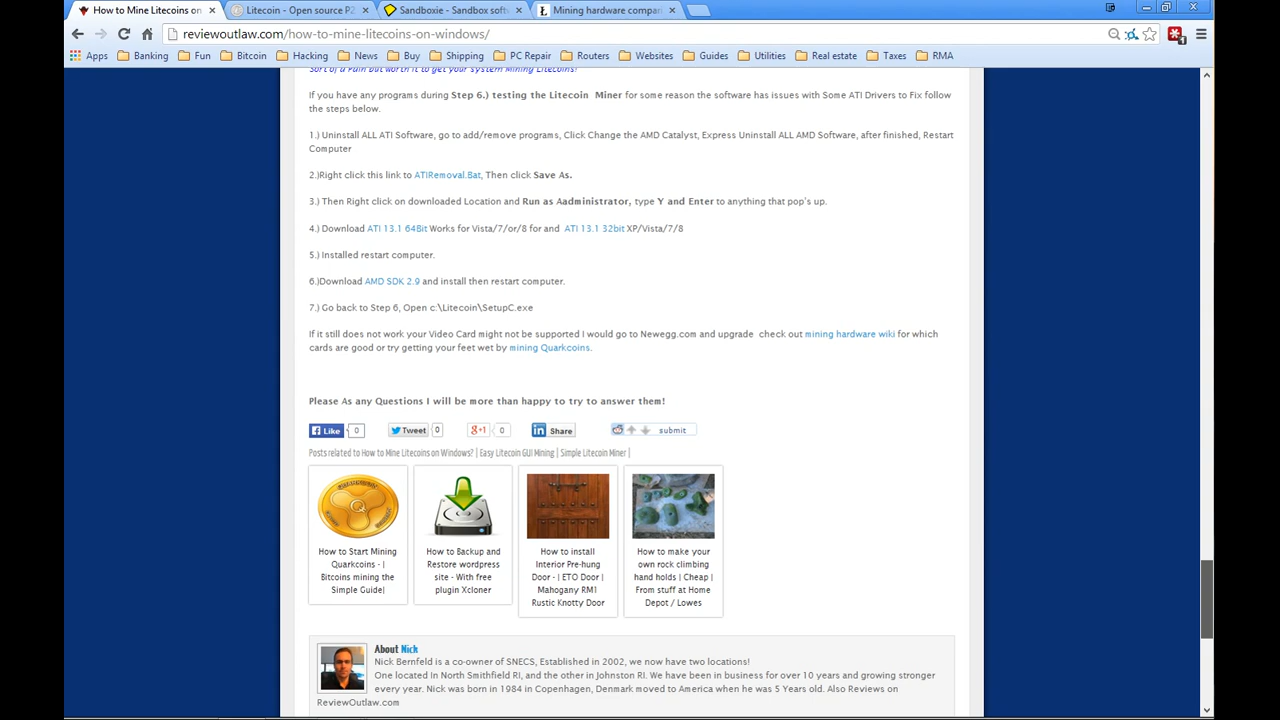 How to Mine Litecoins on
Litecoin - Open source P2
Sandboxie - Sandbox soft
Mining hardware compar
reviewoutlaw.com/how-to-mine-litecoins-on-windows/
Apps Banking Fun Bitcoin Hacking News Buy Shipping PC Repair Routers Websites Guides Utilities Real estate Taxes RMA
Sort of a Pain but worth it to get your system Mining Litecoins!
If you have any programs during Step 6.) testing the Litecoin Miner for some reason the software has issues with Some ATI Drivers to Fix follow
the steps below.
1.) Uninstall ALL ATI Software, go to add/remove programs, Click Change the AMD Catalyst, Express Uninstall ALL AMD Software, after finished, Restart
Computer
2.)Right click this link to ATIRemoval.Bat, Then click Save As.
3.) Then Right click on downloaded Location and Run as Aadministrator, type Y and Enter to anything that pop's up.
4.) Download ATI 13.1 64Bit Works for Vista/7/or/8 for and ATI 13.1 32bit XP/Vista/7/8
5.) Installed restart computer.
6.)Download AMD SDK 2.9 and install then restart computer.
7.) Go back to Step 6, Open c:\Litecoin\SetupC.exe
If it still does not work your Video Card might not be supported I would go to Newegg.com and upgrade check out mining hardware wiki for which
cards are good or try getting your feet wet by mining Quarkcoins.
Please As any Questions I will be more than happy to try to answer them!
Like 0 Tweet 0 g+1 0 in Share submit
Posts related to How to Mine Litecoins on Windows? | Easy Litecoin GUI Mining | Simple Litecoin Miner |
How to Start Mining
Quarkcoins - |
Bitcoins mining the
Simple Guide|
How to Backup and
Restore wordpress
site - With free
plugin Xcloner
How to install
Interior Pre-hung
Door - | ETO Door |
Mahogany RM1
Rustic Knotty Door
How to make your
own rock climbing
hand holds | Cheap |
From stuff at Home
Depot / Lowes
About Nick
Nick Bernfeld is a co-owner of SNECS, Established in 2002, we now have two locations!
One located In North Smithfield RI, and the other in Johnston RI. We have been in business for over 10 years and growing stronger
every year. Nick was born in 1984 in Copenhagen, Denmark moved to America when he was 5 Years old. Also Reviews on
ReviewOutlaw.com